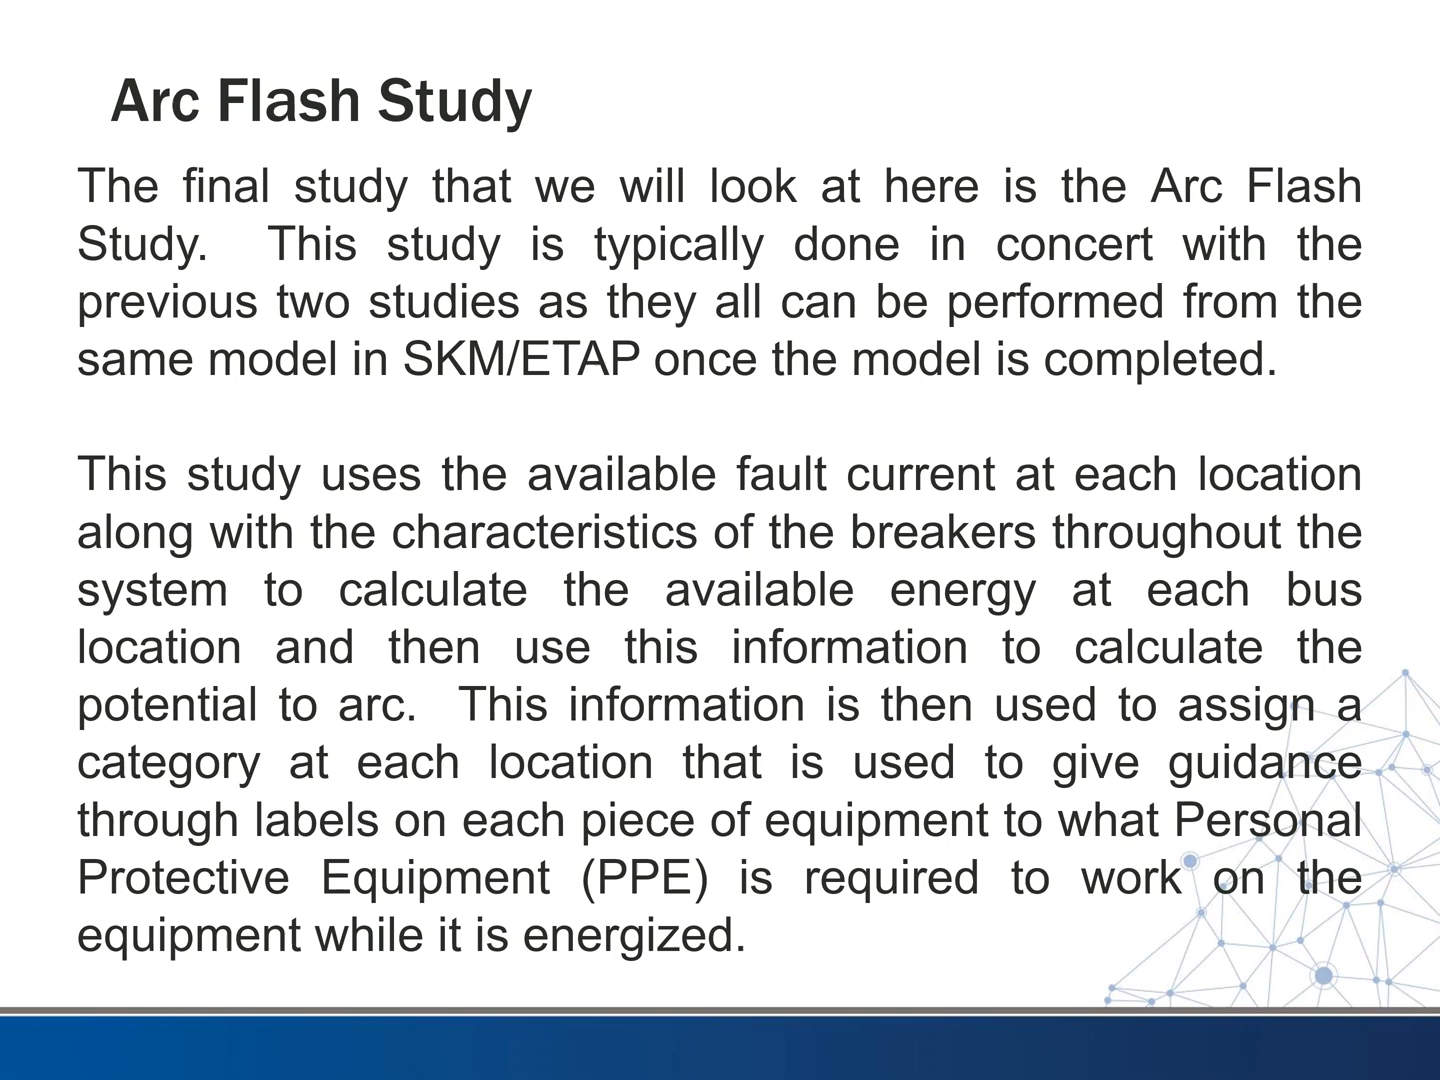 Arc Flash Study
The final study that we will look at here is the Arc Flash
Study.  This study is typically done in concert with the
previous two studies as they all can be performed from the
same model in SKM/ETAP once the model is completed.
This study uses the available fault current at each location
along with the characteristics of the breakers throughout the
system to calculate the available energy at each bus
location and then use this information to calculate the
potential to arc.  This information is then used to assign a
category at each location that is used to give guidance
through labels on each piece of equipment to what Personal
Protective Equipment (PPE) is required to work on the
equipment while it is energized.